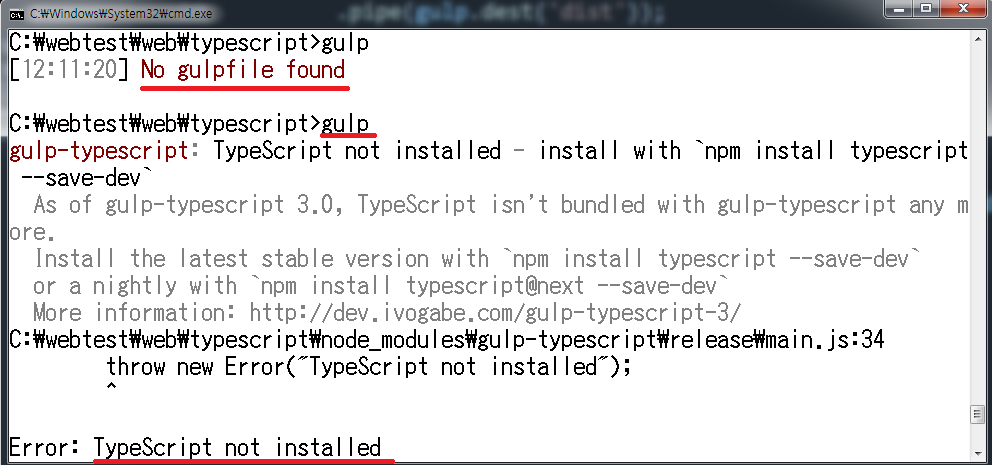 .pipe(gulp.dest('dist'));
C:\Windows\System32\cmd.exe
C:₩webtest₩web₩typescript>gulp
[12:11:20] No gulpfile found
C:₩webtest₩web₩typescript>gulp
gulp-typescript: TypeScript not installed - install with `npm install typescript
--save-dev`
As of gulp-typescript 3.0, TypeScript isn't bundled with gulp-typescript any m
ore.
Install the latest stable version with `npm install typescript --save-dev`
or a nightly with `npm install typescript@next --save-dev`
More information: http://dev.ivogabe.com/gulp-typescript-3/
C:₩webtest₩web₩typescript₩node_modules₩gulp-typescript₩release₩main.js:34
throw new Error("TypeScript not installed");
^
Error: TypeScript not installed